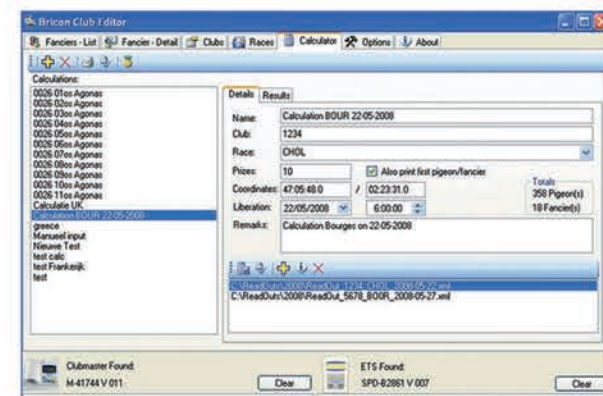 Bricon Club Editor
Fanciers - List Fancier - Detail Clubs Races Calculator Options About
Calculations:
0026 01os Agonas
0026 02os Agonas
0026 03os Agonas
0026 04os Agonas
0026 05os Agonas
0026 06os Agonas
0026 07os Agonas
0026 08os Agonas
0026 09os Agonas
0026 10os Agonas
0026 11os Agonas
Calculatie UK
Calculation BOUR 22-05-2008
greece
Manueel input
Nieuwe Test
test calc
test Frankerijk
test
Details Results
Name: Calculation BOUR 22-05-2008
Club: 1234
Race: CHOL
Prizes: 10 Also print first pigeon/fancier
Coordinates: 47:05:48.0 / 02:23:31.0
Liberation: 22/05/2008 6:00:00
Totals
358 Pigeon(s)
18 Fancier(s)
Remarks: Calculation Bourges on 22-05-2008
C:\ReadOuts\2008\ReadOut_1234_CHOL_2008-05-22.xml
C:\ReadOuts\2008\ReadOut_5678_BOOR_2008-05-27.xml
Clubmaster Found:
M-41744 V 011
Clear
ETS Found:
SPD-82861 V 007
Clear